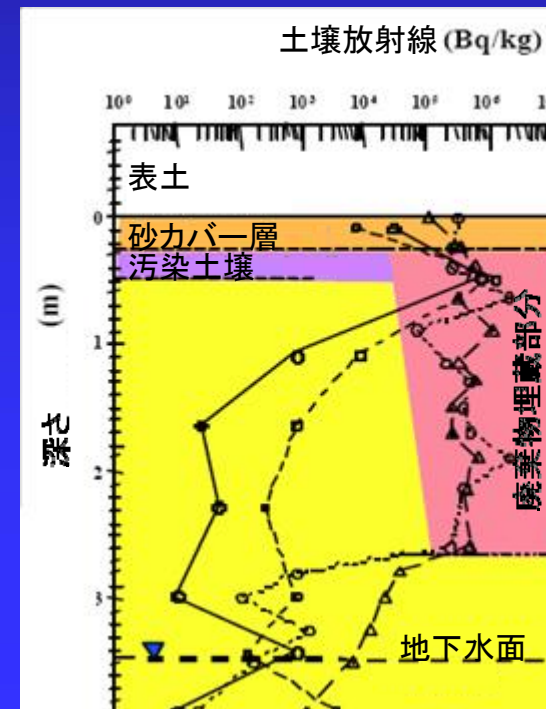 土壌放射線 (Bq/kg)
10⁰ 10¹ 10² 10³ 10⁴ 10⁵ 10⁶
表土
0
砂カバー層
汚染土壌
(m)
1
廃棄物埋蔵部分
深さ
2
3
地下水面